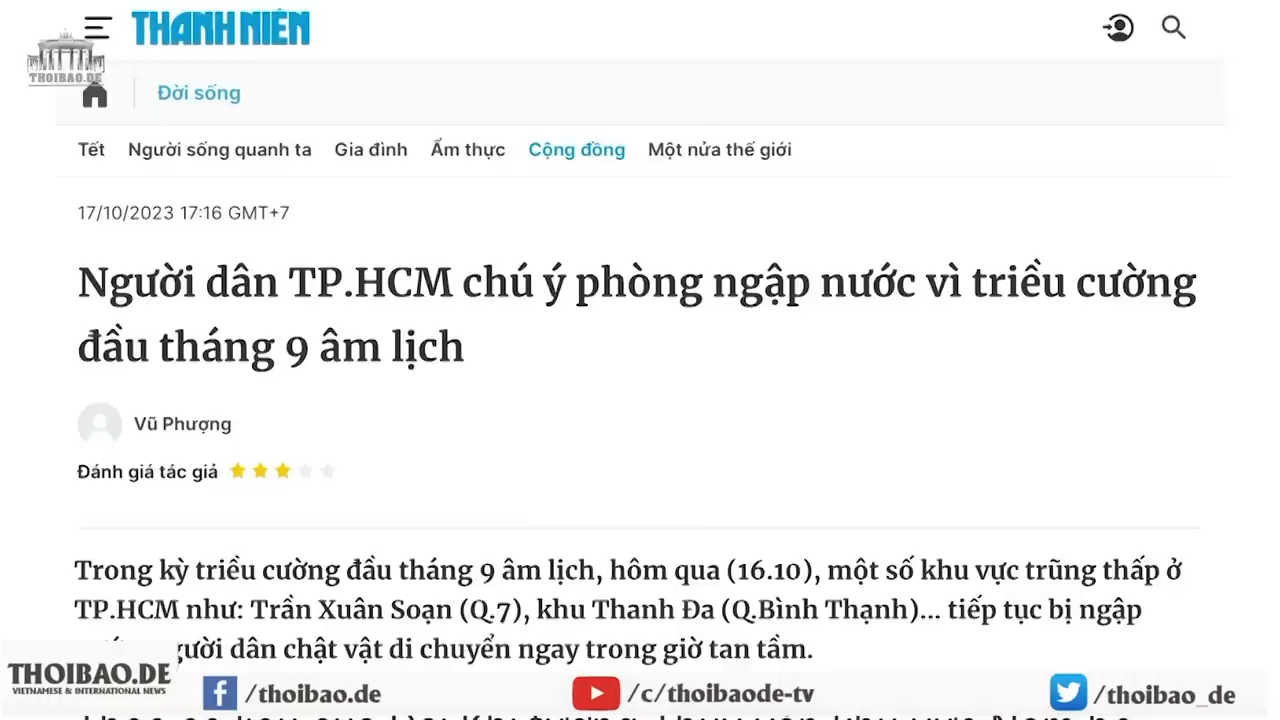 THANH NIÊN
THOIBAO.DE
Đời sống
Tết Người sống quanh ta Gia đình Ẩm thực Cộng đồng Một nửa thế giới
17/10/2023 17:16 GMT+7
Người dân TP.HCM chú ý phòng ngập nước vì triều cường
đầu tháng 9 âm lịch
Vũ Phượng
Đánh giá tác giả
Trong kỳ triều cường đầu tháng 9 âm lịch, hôm qua (16.10), một số khu vực trũng thấp ở
TP.HCM như: Trần Xuân Soạn (Q.7), khu Thanh Đa (Q.Bình Thạnh)... tiếp tục bị ngập
dân chật vật di chuyển ngay trong giờ tan tầm.
THOIBAO.DE
VIETNAMESE & INTERNATIONAL NEWS
/thoibao.de
/c/thoibaode-tv
/thoibao_de